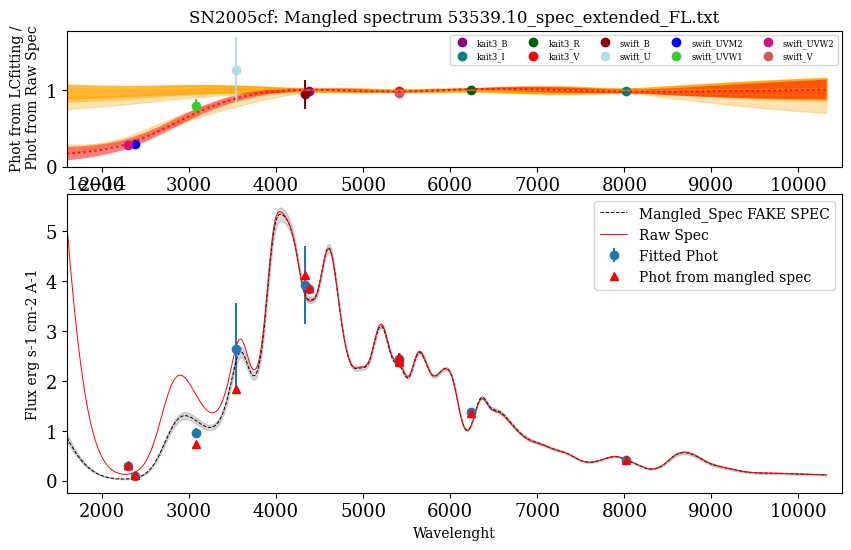 SN2005cf: Mangled spectrum 53539.10_spec_extended_FL.txt
Phot from LCfitting /
Phot from Raw Spec
kait3_B kait3_R swift_B swift_UVM2 swift_UVW2
kait3_I kait3_V swift_U swift_UVW1 swift_V
1
0
2000 3000 4000 5000 6000 7000 8000 9000 10000
1e−14
Mangled_Spec FAKE SPEC
Raw Spec
Fitted Phot
Phot from mangled spec
Flux erg s-1 cm-2 A-1
5
4
3
2
1
0
2000 3000 4000 5000 6000 7000 8000 9000 10000
Wavelenght